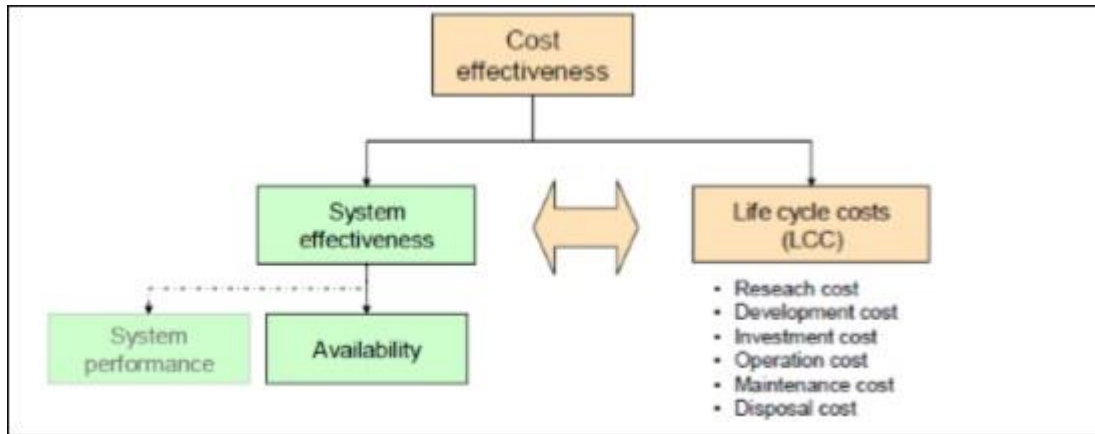 Cost
effectiveness
System
effectiveness
Life cycle costs
(LCC)
System
performance
Availability
• Reseach cost
• Development cost
• Investment cost
• Operation cost
• Maintenance cost
• Disposal cost